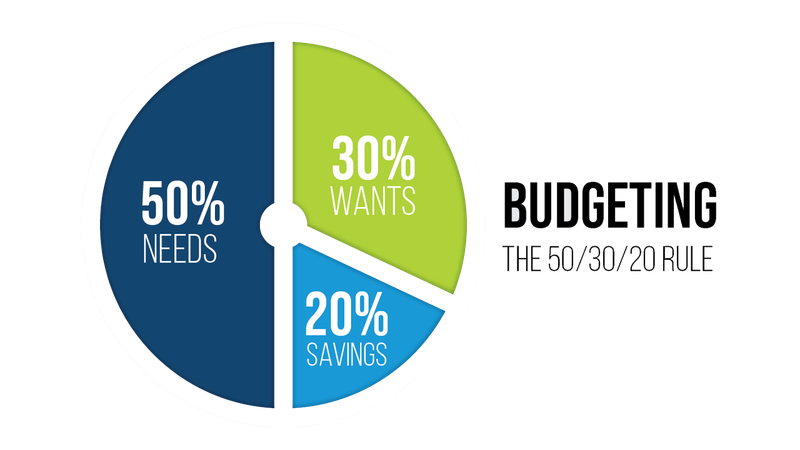 50%
NEEDS
30%
WANTS
20%
SAVINGS
BUDGETING
THE 50/30/20 RULE